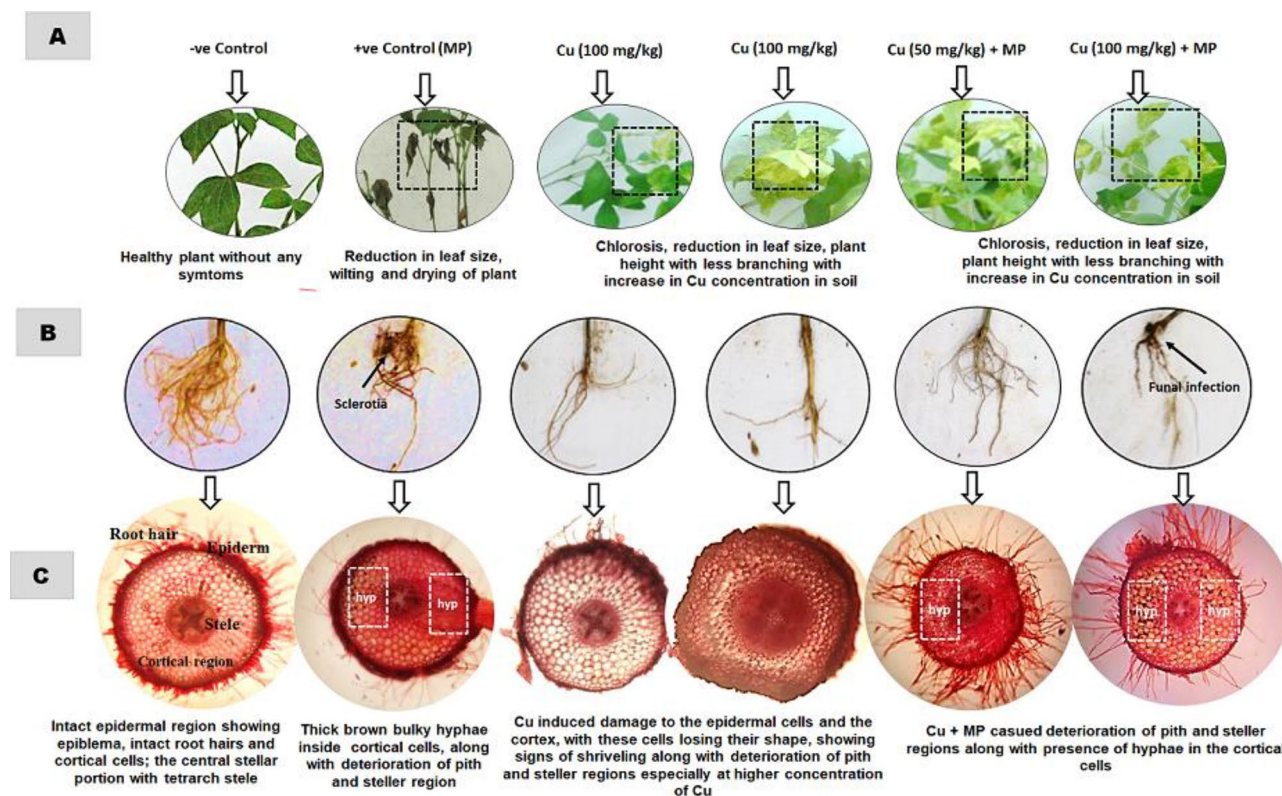 A
-ve Control
+ve Control (MP)
Cu (100 mg/kg)
Cu (100 mg/kg)
Cu (50 mg/kg) + MP
Cu (100 mg/kg) + MP
Healthy plant without any
symtoms
Reduction in leaf size,
wilting and drying of plant
Chlorosis, reduction in leaf size, plant
height with less branching with
increase in Cu concentration in soil
Chlorosis, reduction in leaf size,
plant height with less branching with
increase in Cu concentration in soil
B
Sclerotia
Funal infection
C
Root hair
Epiderm
Stele
Cortical region
hyp
hyp
hyp
hyp
hyp
Intact epidermal region showing
epiblema, intact root hairs and
cortical cells; the central stellar
portion with tetrarch stele
Thick brown bulky hyphae
inside cortical cells, along
with deterioration of pith
and steller region
Cu induced damage to the epidermal cells and the
cortex, with these cells losing their shape, showing
signs of shriveling along with deterioration of pith
and steller regions especially at higher concentration
of Cu
Cu + MP casued deterioration of pith and steller
regions along with presence of hyphae in the cortical
cells